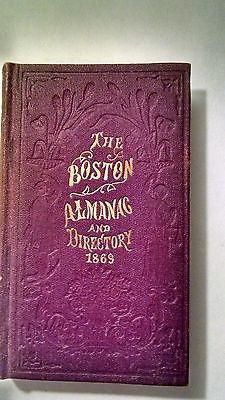 THE
BOSTON
ALMANAC
AND
DIRECTORY
1869